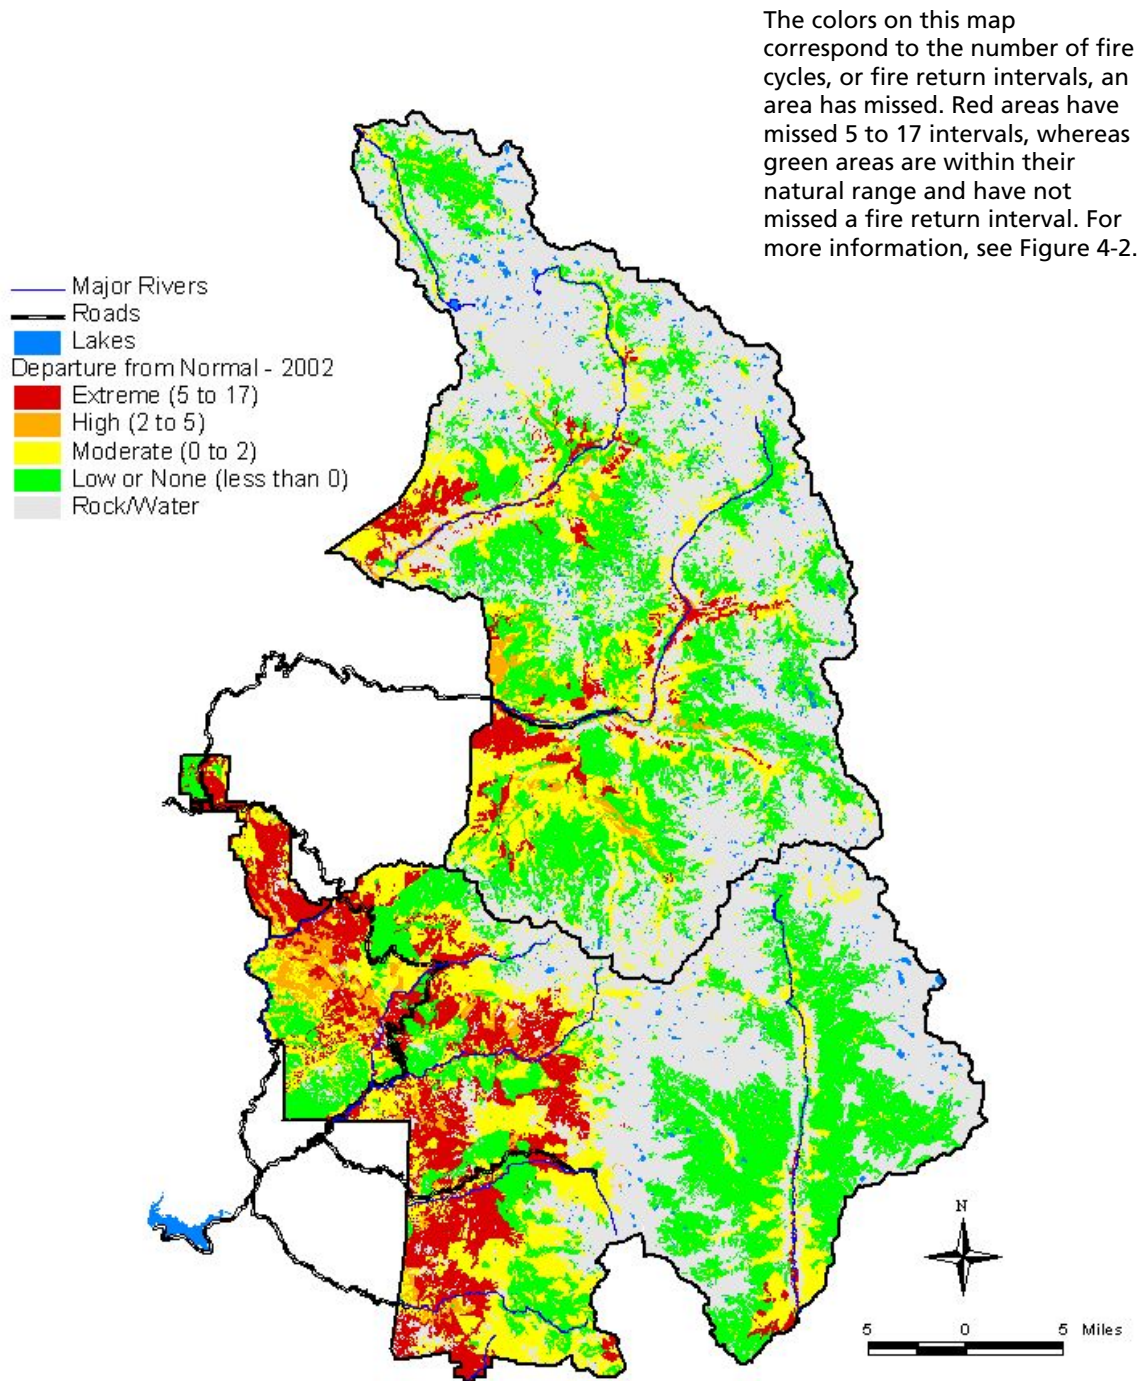 The colors on this map
correspond to the number of fire
cycles, or fire return intervals, an
area has missed. Red areas have
missed 5 to 17 intervals, whereas
green areas are within their
natural range and have not
missed a fire return interval. For
more information, see Figure 4-2.
Major Rivers
Roads
Lakes
Departure from Normal - 2002
Extreme (5 to 17)
High (2 to 5)
Moderate (0 to 2)
Low or None (less than 0)
Rock/Water
N
5 0 5 Miles